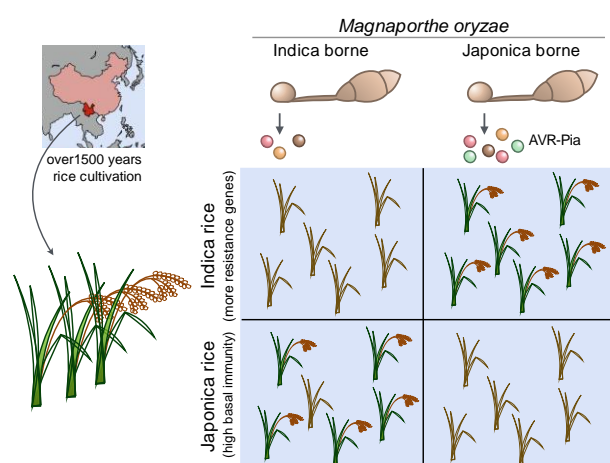 Magnaporthe oryzae
Indica borne
Japonica borne
AVR-Pia
over1500 years
rice cultivation
Indica rice
(more resistance genes)
Japonica rice
(high basal immunity)